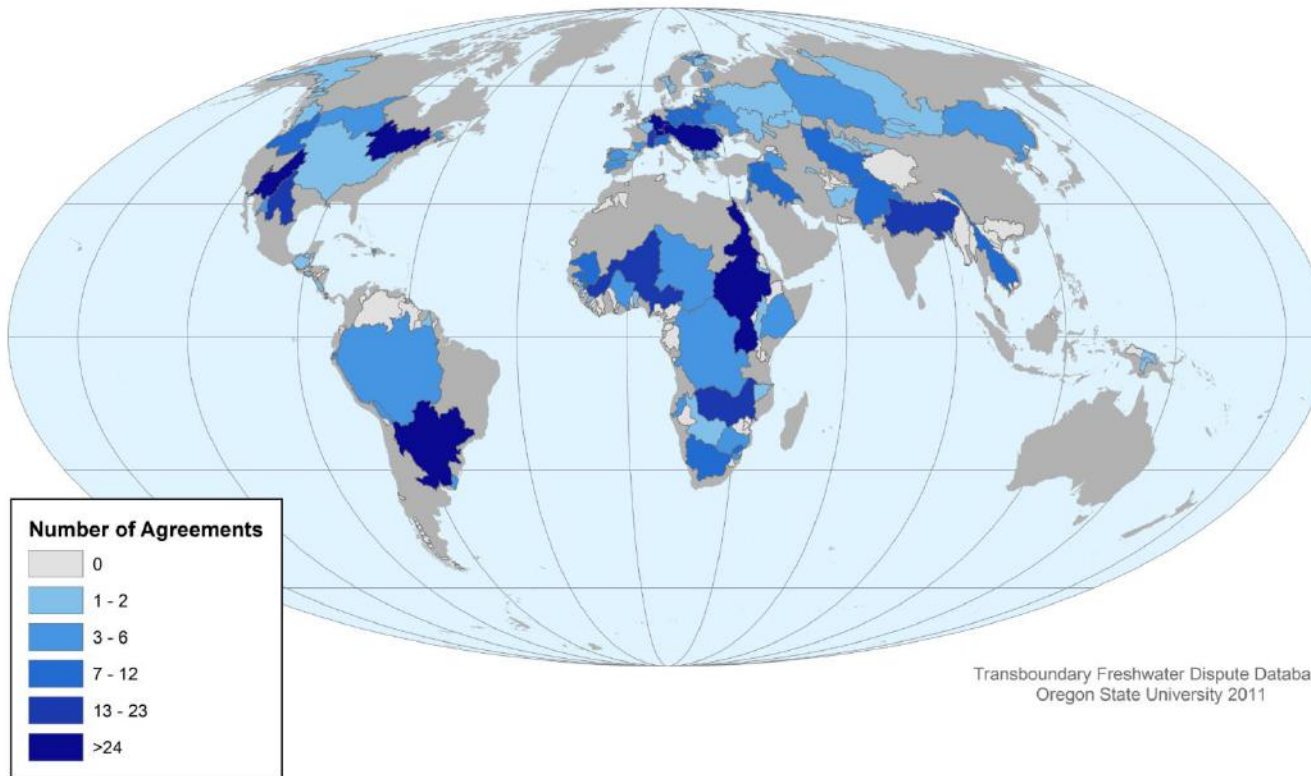 Number of Agreements
0
1 - 2
3 - 6
7 - 12
13 - 23
>24
Transboundary Freshwater Dispute Databa
Oregon State University 2011